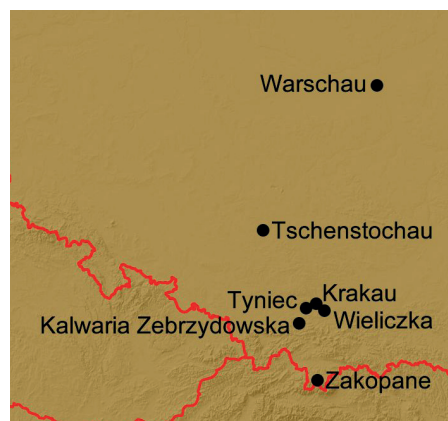 Warschau
Tschenstochau
Krakau
Tyniec
Wieliczka
Kalwaria Zebrzydowska
Zakopane